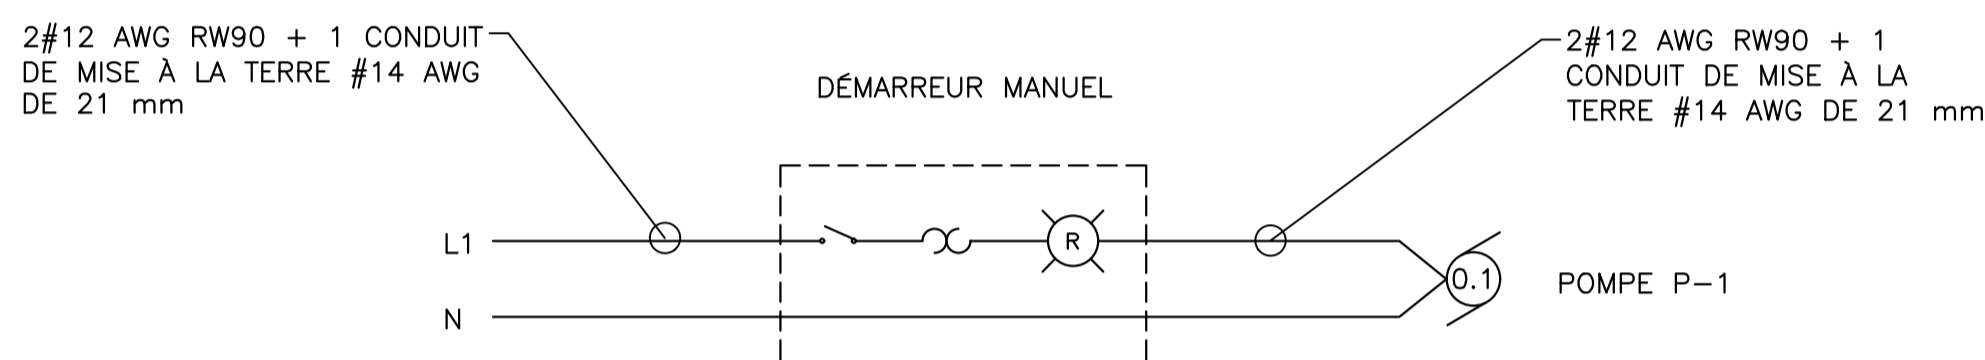 2#12 AWG RW90 + 1 CONDUIT
DE MISE À LA TERRE #14 AWG
DE 21 mm
DÉMARREUR MANUEL
2#12 AWG RW90 + 1
CONDUIT DE MISE À LA
TERRE #14 AWG DE 21 mm
L1
R
0.1
POMPE P-1
N